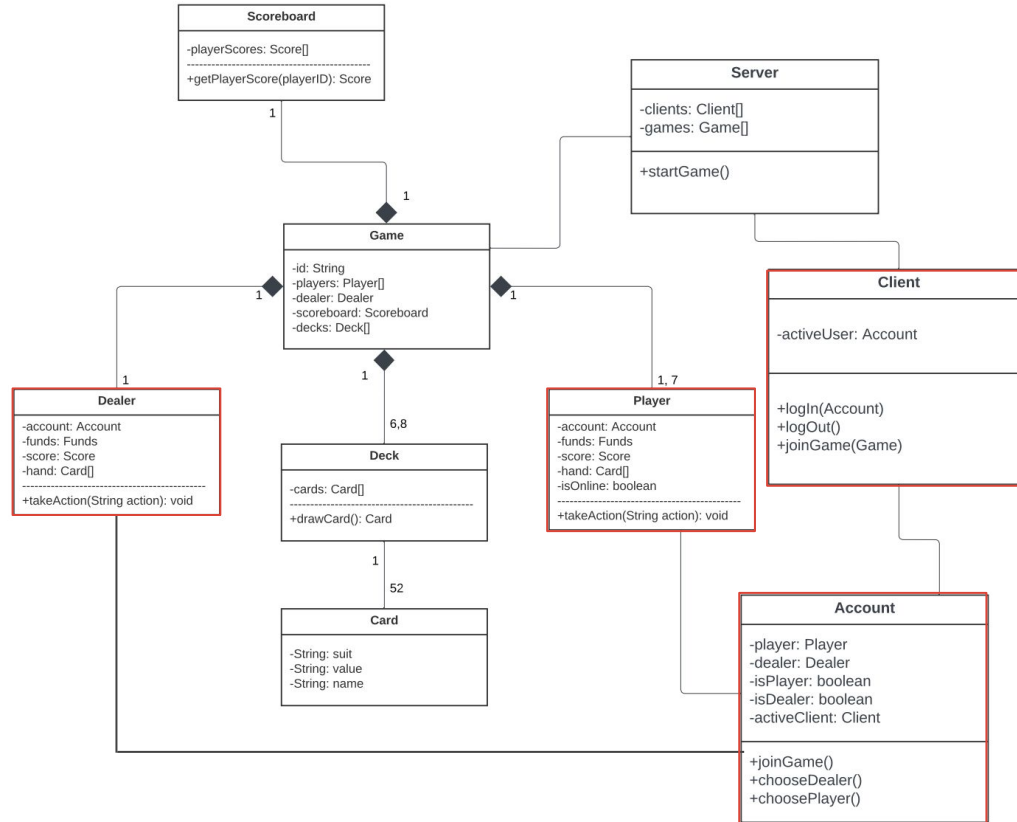 Scoreboard
-playerScores: Score[]
--------------------------------------------
+getPlayerScore(playerID): Score
1
1
Server
-clients: Client[]
-games: Game[]
+startGame()
Game
-id: String
-players: Player[]
-dealer: Dealer
-scoreboard: Scoreboard
-decks: Deck[]
1
1
1
1
1, 7
6,8
Client
-activeUser: Account
+logIn(Account)
+logOut()
+joinGame(Game)
Dealer
-account: Account
-funds: Funds
-score: Score
-hand: Card[]
--------------------------------------------
+takeAction(String action): void
Deck
-cards: Card[]
--------------------------------------------
+drawCard(): Card
1
52
Player
-account: Account
-funds: Funds
-score: Score
-hand: Card[]
-isOnline: boolean
--------------------------------------------
+takeAction(String action): void
Card
-String: suit
-String: value
-String: name
Account
-player: Player
-dealer: Dealer
-isPlayer: boolean
-isDealer: boolean
-activeClient: Client
+joinGame()
+chooseDealer()
+choosePlayer()